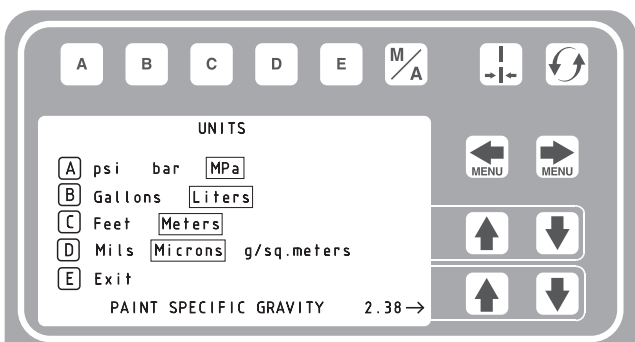 A B C D E M/A
UNITS
A psi bar MPa
B Gallons Liters
C Feet Meters
D Mils Microns g/sq.meters
E Exit
PAINT SPECIFIC GRAVITY 2.38→
MENU MENU